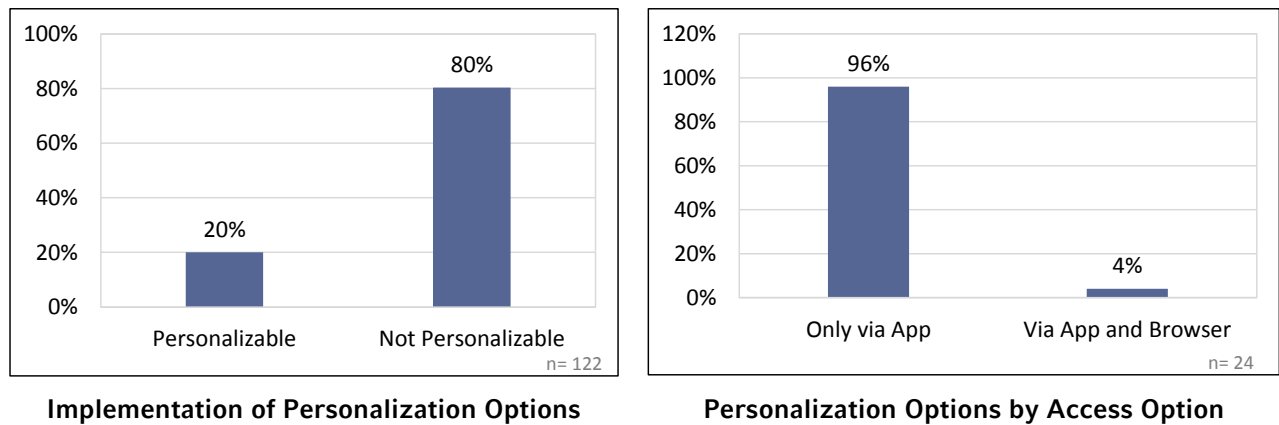 100%
80%
60%
40%
20%
0%
20%
80%
Personalizable
Not Personalizable
n= 122
Implementation of Personalization Options
120%
100%
80%
60%
40%
20%
0%
96%
4%
Only via App
Via App and Browser
n= 24
Personalization Options by Access Option